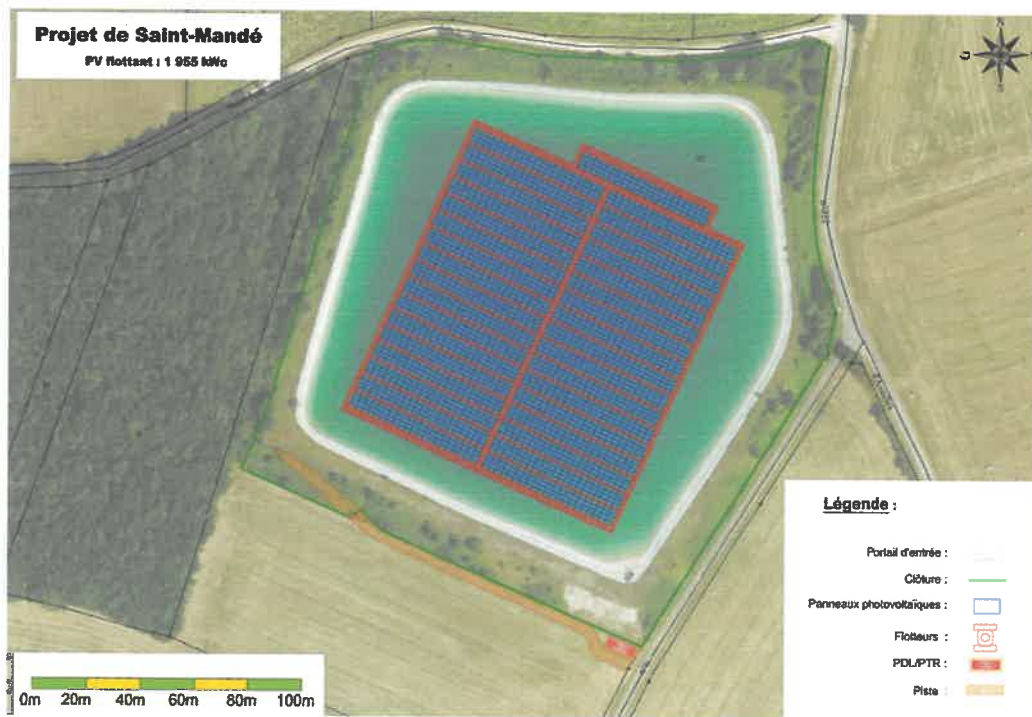 Projet de Saint-Mandé
PV flottant : 1 955 kWc
Légende :
Portail d'entrée :
Clôture :
Panneaux photovoltaïques :
Flotteurs :
PDL/PTR :
Piste :
0m 20m 40m 60m 80m 100m